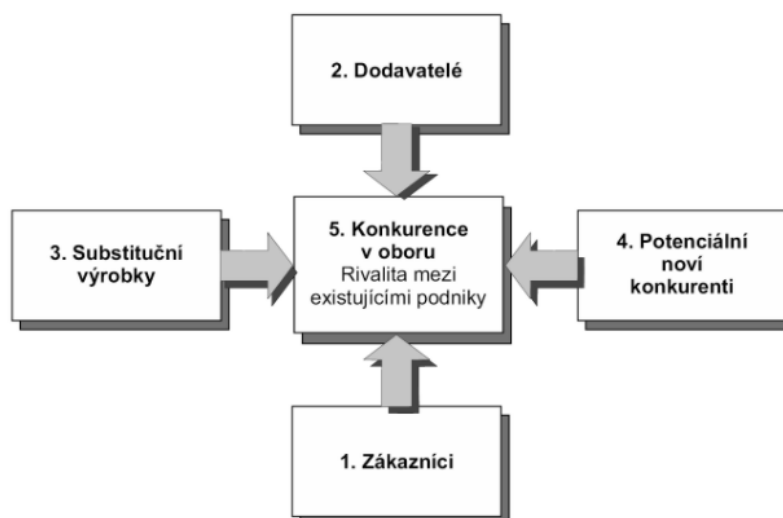 2. Dodavatelé
3. Substituční
výrobky
5. Konkurence
v oboru
Rivalita mezi
existujícími podniky
4. Potenciální
noví
konkurenti
1. Zákazníci